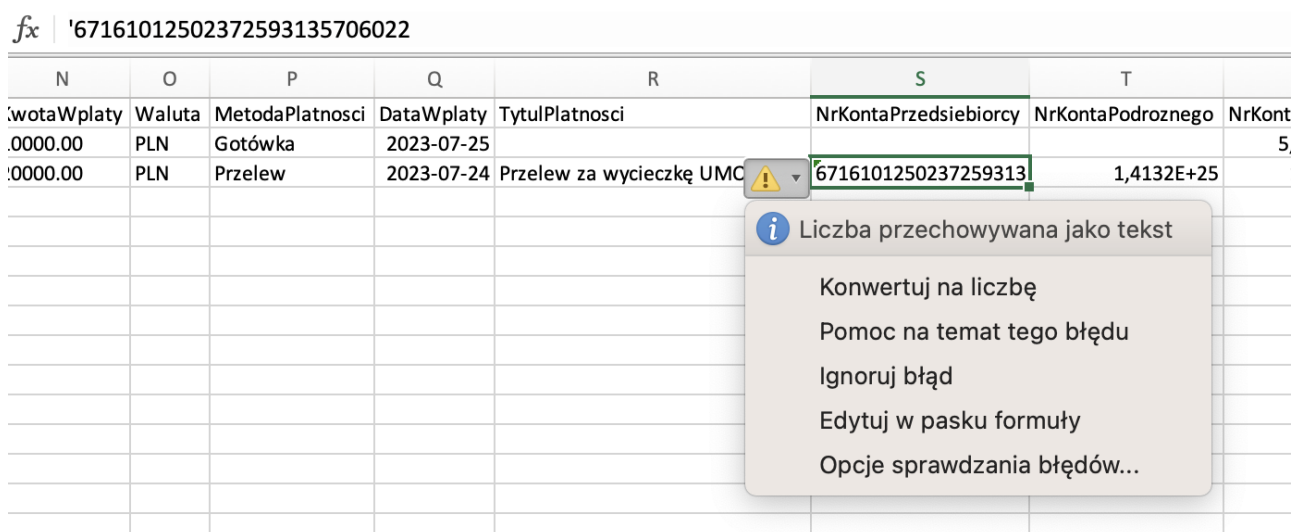 fx '67161012502372593135706022
N O P Q R S T
KwotaWplaty Waluta MetodaPlatnosci DataWplaty TytulPlatnosci NrKontaPrzedsiebiorcy NrKontaPodroznego NrKont
0000.00 PLN Gotówka 2023-07-25 5,
0000.00 PLN Przelew 2023-07-24 Przelew za wycieczkę UMO 6716101250237259313 1,4132E+25
Liczba przechowywana jako tekst
Konwertuj na liczbę
Pomoc na temat tego błędu
Ignoruj błąd
Edytuj w pasku formuły
Opcje sprawdzania błędów...